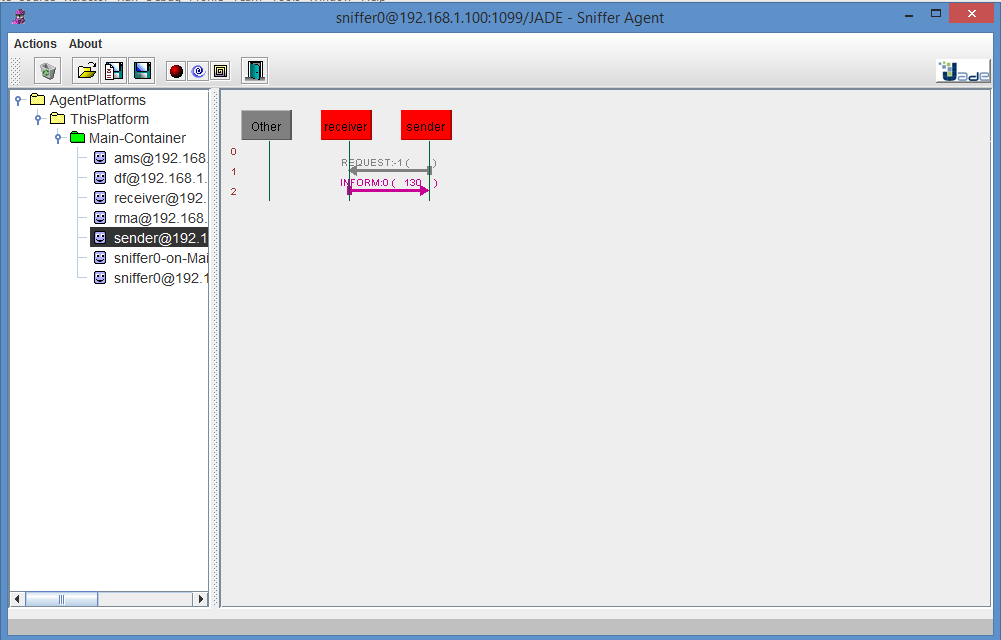 sniffer0@192.168.1.100:1099/JADE - Sniffer Agent
Actions About
Jade
AgentPlatforms
ThisPlatform
Main-Container
ams@192.168.
df@192.168.1.
receiver@192.
rma@192.168.
sender@192.1
sniffer0-on-Mai
sniffer0@192.1
Other receiver sender
0
REQUEST:-1 ( )
1
INFORM:0 ( 130 )
2